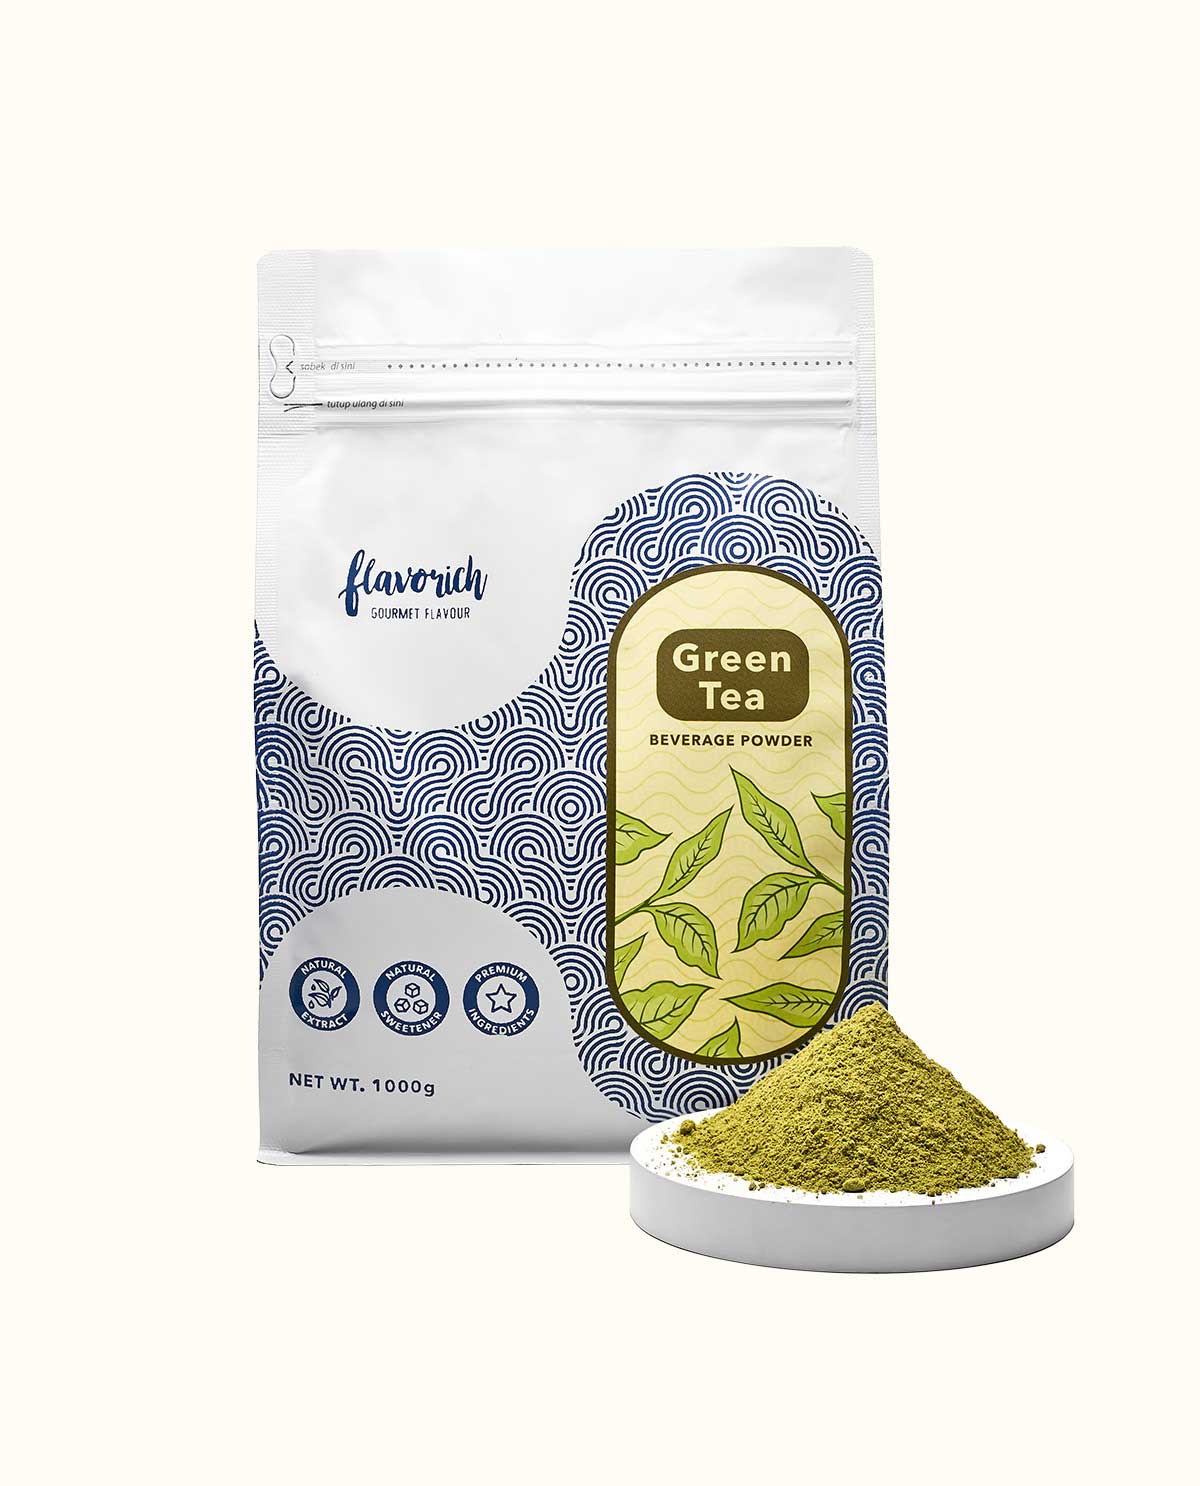 sobek di sini
tutup ulang di sini
flavorich
GOURMET FLAVOUR
Green
Tea
BEVERAGE POWDER
NATURAL
EXTRACT
NATURAL
SWEETENER
PREMIUM
INGREDIENTS
NET WT. 1000g